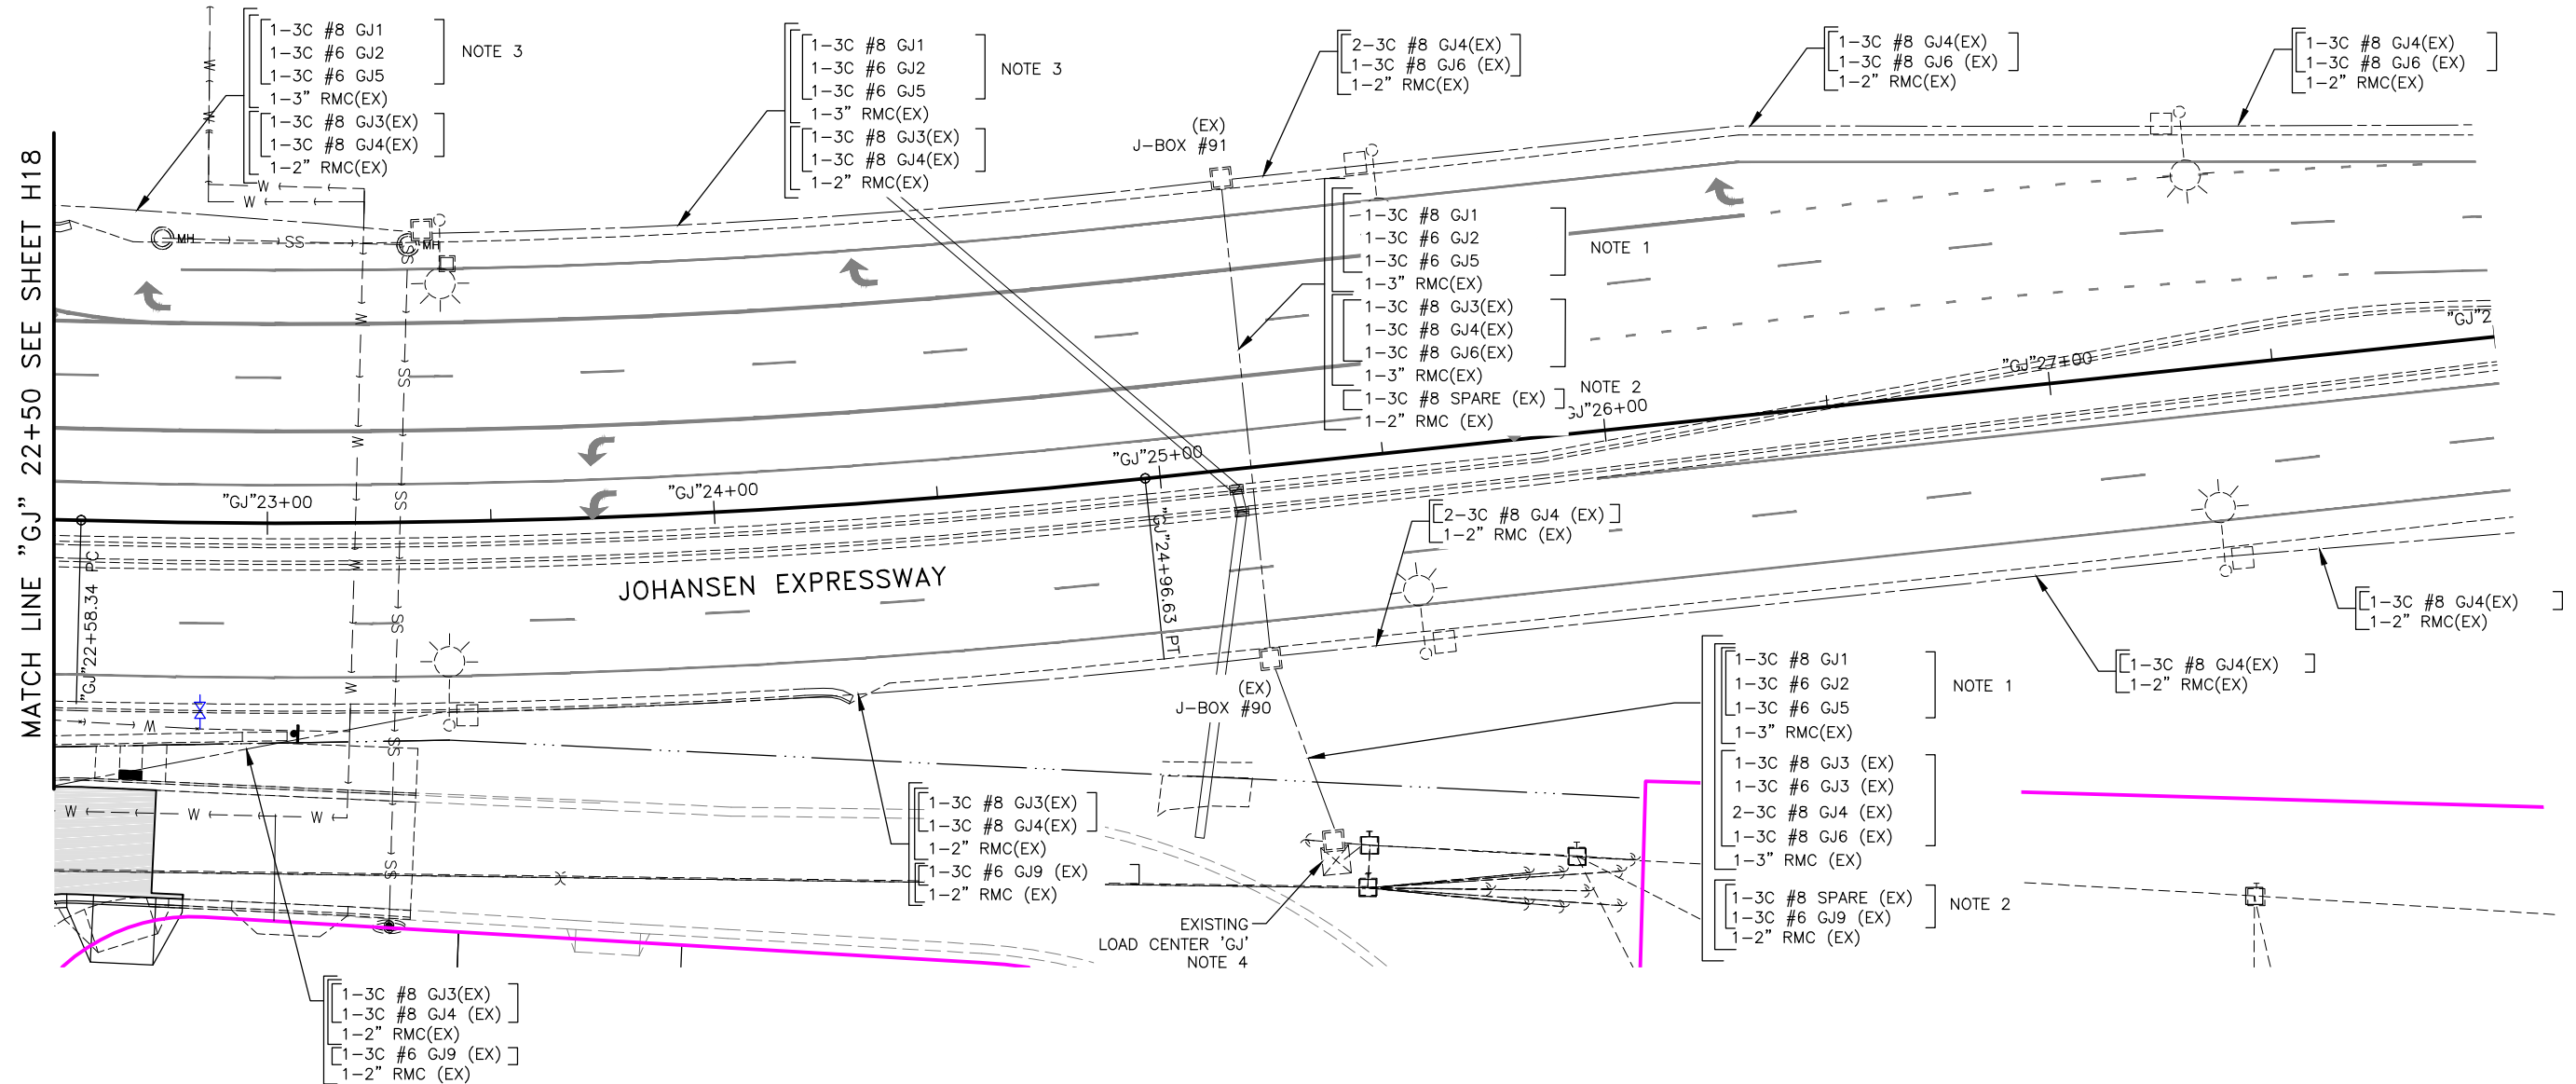 1-3C #8 GJ1
1-3C #6 GJ2
1-3C #6 GJ5
NOTE 3
1-3" RMC(EX)
1-3C #8 GJ3(EX)
1-3C #8 GJ4(EX)
1-2" RMC(EX)
1-3C #8 GJ1
1-3C #6 GJ2
1-3C #6 GJ5
NOTE 3
1-3" RMC(EX)
1-3C #8 GJ3(EX)
1-3C #8 GJ4(EX)
1-2" RMC(EX)
2-3C #8 GJ4(EX)
1-3C #8 GJ6 (EX)
1-2" RMC(EX)
1-3C #8 GJ4(EX)
1-3C #8 GJ6 (EX)
1-2" RMC(EX)
1-3C #8 GJ4(EX)
1-3C #8 GJ6 (EX)
1-2" RMC(EX)
(EX)
J-BOX #91
MATCH LINE "GJ" 22+50 SEE SHEET H18
W
W
W
W
MH
SS
MH
SS
W
SS
W
SS
W
SS
W
SS
SS
1-3C #8 GJ1
1-3C #6 GJ2
1-3C #6 GJ5
NOTE 1
1-3" RMC(EX)
1-3C #8 GJ3(EX)
1-3C #8 GJ4(EX)
1-3C #8 GJ6(EX)
1-3" RMC(EX)
NOTE 2
1-3C #8 SPARE (EX)
1-2" RMC (EX)
"GJ"23+00
"GJ"24+00
"GJ"25+00
GJ"26+00
"GJ"27+00
"GJ"2
"GJ"22+58.34 PC
"GJ"24+96.63 PT
JOHANSEN EXPRESSWAY
2-3C #8 GJ4 (EX)
1-2" RMC (EX)
1-3C #8 GJ4(EX)
1-2" RMC(EX)
1-3C #8 GJ4(EX)
1-2" RMC(EX)
(EX)
J-BOX #90
1-3C #8 GJ1
1-3C #6 GJ2
1-3C #6 GJ5
NOTE 1
1-3" RMC(EX)
1-3C #8 GJ3 (EX)
1-3C #6 GJ3 (EX)
2-3C #8 GJ4 (EX)
1-3C #8 GJ6 (EX)
1-3" RMC (EX)
1-3C #8 SPARE (EX)
1-3C #6 GJ9 (EX)
NOTE 2
1-2" RMC (EX)
W
W
W
W
1-3C #8 GJ3(EX)
1-3C #8 GJ4(EX)
1-2" RMC(EX)
1-3C #6 GJ9 (EX)
1-2" RMC (EX)
EXISTING
LOAD CENTER 'GJ'
NOTE 4
1-3C #8 GJ3(EX)
1-3C #8 GJ4 (EX)
1-2" RMC(EX)
1-3C #6 GJ9 (EX)
1-2" RMC (EX)